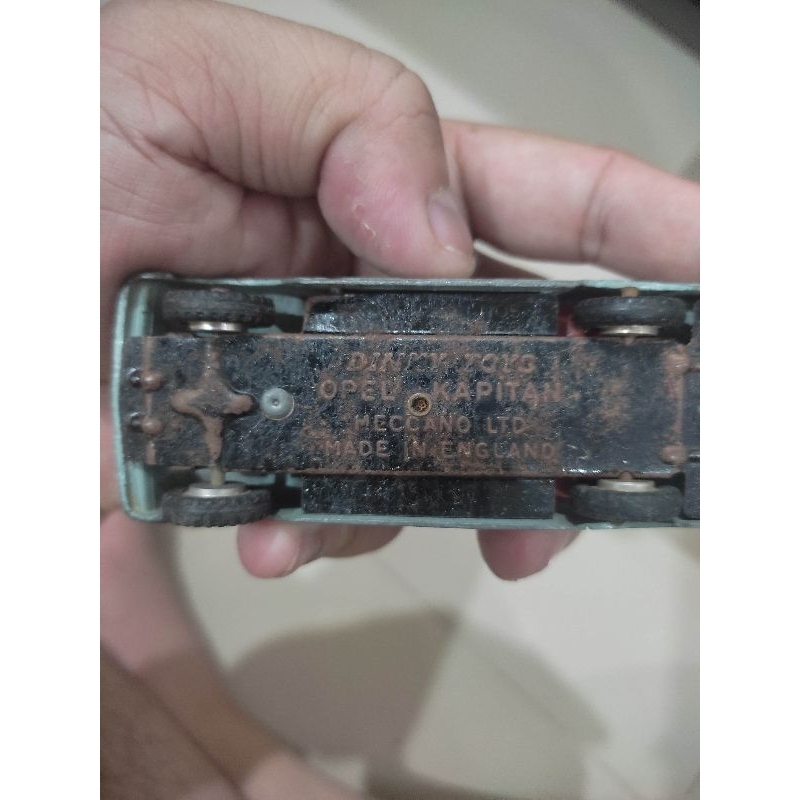 DINKY TOYS
OPEL KAPITAN
MECCANO LTD
MADE IN ENGLAND